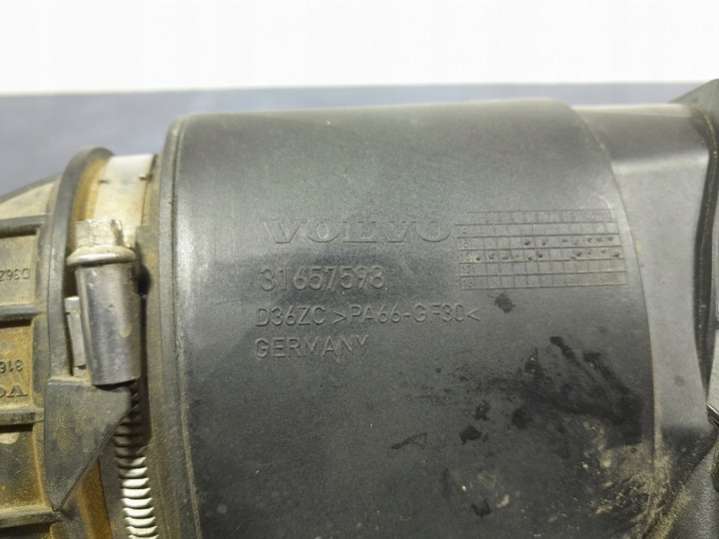 VOLVO
31657593
D36ZC >PA66-GF30<
GERMANY